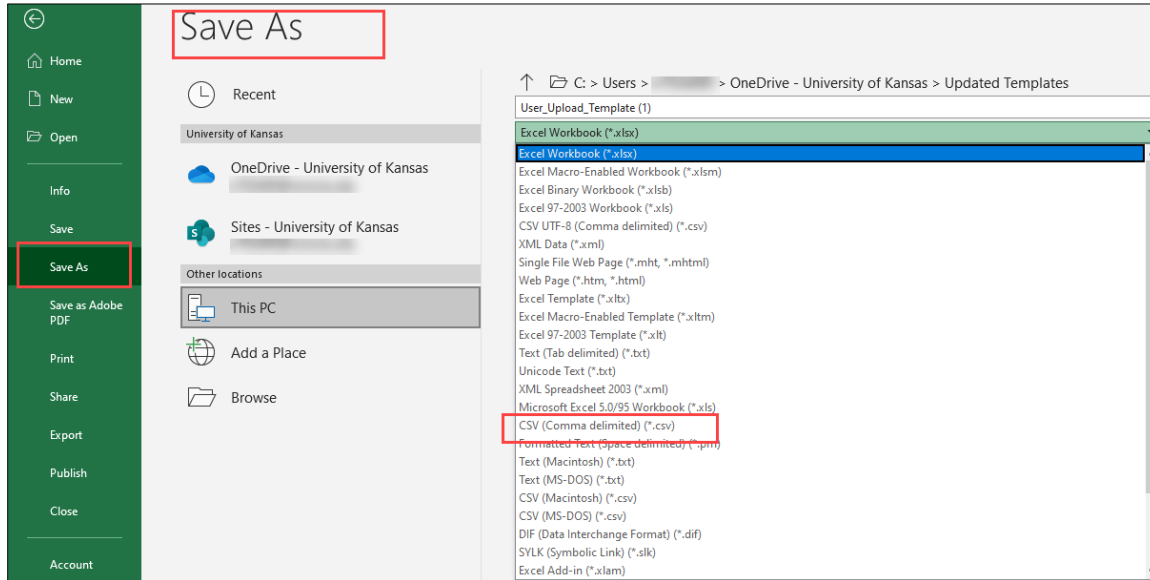 Save As
Home
New
Open
Info
Save
Save As
Save as Adobe
PDF
Print
Share
Export
Publish
Close
Account
Recent
University of Kansas
OneDrive - University of Kansas
Sites - University of Kansas
Other locations
This PC
Add a Place
Browse
C: > Users > > OneDrive - University of Kansas > Updated Templates
User_Upload_Template (1)
Excel Workbook (*.xlsx)
Excel Workbook (*.xlsx)
Excel Macro-Enabled Workbook (*.xlsm)
Excel Binary Workbook (*.xlsb)
Excel 97-2003 Workbook (*.xls)
CSV UTF-8 (Comma delimited) (*.csv)
XML Data (*.xml)
Single File Web Page (*.mht, *.mhtml)
Web Page (*.htm, *.html)
Excel Template (*.xltx)
Excel Macro-Enabled Template (*.xltm)
Excel 97-2003 Template (*.xlt)
Text (Tab delimited) (*.txt)
Unicode Text (*.txt)
XML Spreadsheet 2003 (*.xml)
Microsoft Excel 5.0/95 Workbook (*.xls)
CSV (Comma delimited) (*.csv)
Formatted Text (Space delimited) (*.prn)
Text (Macintosh) (*.txt)
Text (MS-DOS) (*.txt)
CSV (Macintosh) (*.csv)
CSV (MS-DOS) (*.csv)
DIF (Data Interchange Format) (*.dif)
SYLK (Symbolic Link) (*.slk)
Excel Add-in (*.xlam)